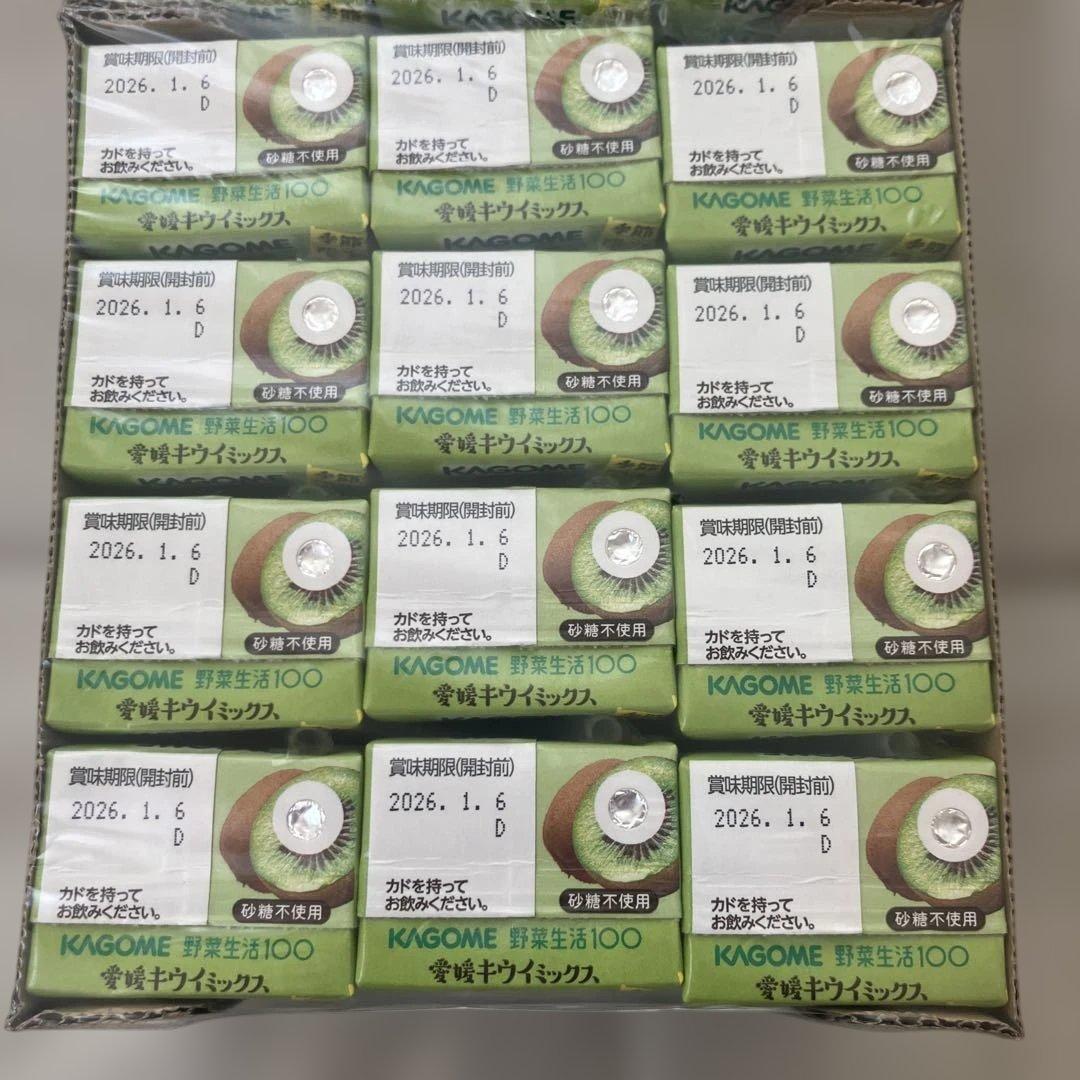 KAGOME
賞味期限(開封前)
2026. 1. 6
D
カドを持って
お飲みください。
砂糖不使用
KAGOME 野菜生活100
愛媛キウイミックス
賞味期限(開封前)
2026. 1. 6
D
カドを持って
お飲みください。
砂糖不使用
KAGOME 野菜生活100
愛媛キウイミックス
賞味期限(開封前)
2026. 1. 6
D
カドを持って
お飲みください。
砂糖不使用
KAGOME 野菜生活100
愛媛キウイミックス
KAGOME
KAGOME
賞味期限(開封前)
2026. 1. 6
D
カドを持って
お飲みください。
砂糖不使用
KAGOME 野菜生活100
愛媛キウイミックス
賞味期限(開封前)
2026. 1. 6
D
カドを持って
お飲みください。
砂糖不使用
KAGOME 野菜生活100
愛媛キウイミックス
賞味期限(開封前)
2026. 1. 6
D
カドを持って
お飲みください。
砂糖不使用
KAGOME 野菜生活100
愛媛キウイミックス
賞味期限(開封前)
2026. 1. 6
D
カドを持って
お飲みください。
砂糖不使用
KAGOME 野菜生活100
愛媛キウイミックス
賞味期限(開封前)
2026. 1. 6
D
カドを持って
お飲みください。
砂糖不使用
KAGOME 野菜生活100
愛媛キウイミックス
賞味期限(開封前)
2026. 1. 6
D
カドを持って
お飲みください。
砂糖不使用
KAGOME 野菜生活100
愛媛キウイミックス
賞味期限(開封前)
2026. 1. 6
D
カドを持って
お飲みください。
砂糖不使用
KAGOME 野菜生活100
愛媛キウイミックス
賞味期限(開封前)
2026. 1. 6
D
カドを持って
お飲みください。
砂糖不使用
KAGOME 野菜生活100
愛媛キウイミックス
賞味期限(開封前)
2026. 1. 6
D
カドを持って
お飲みください。
砂糖不使用
KAGOME 野菜生活100
愛媛キウイミックス